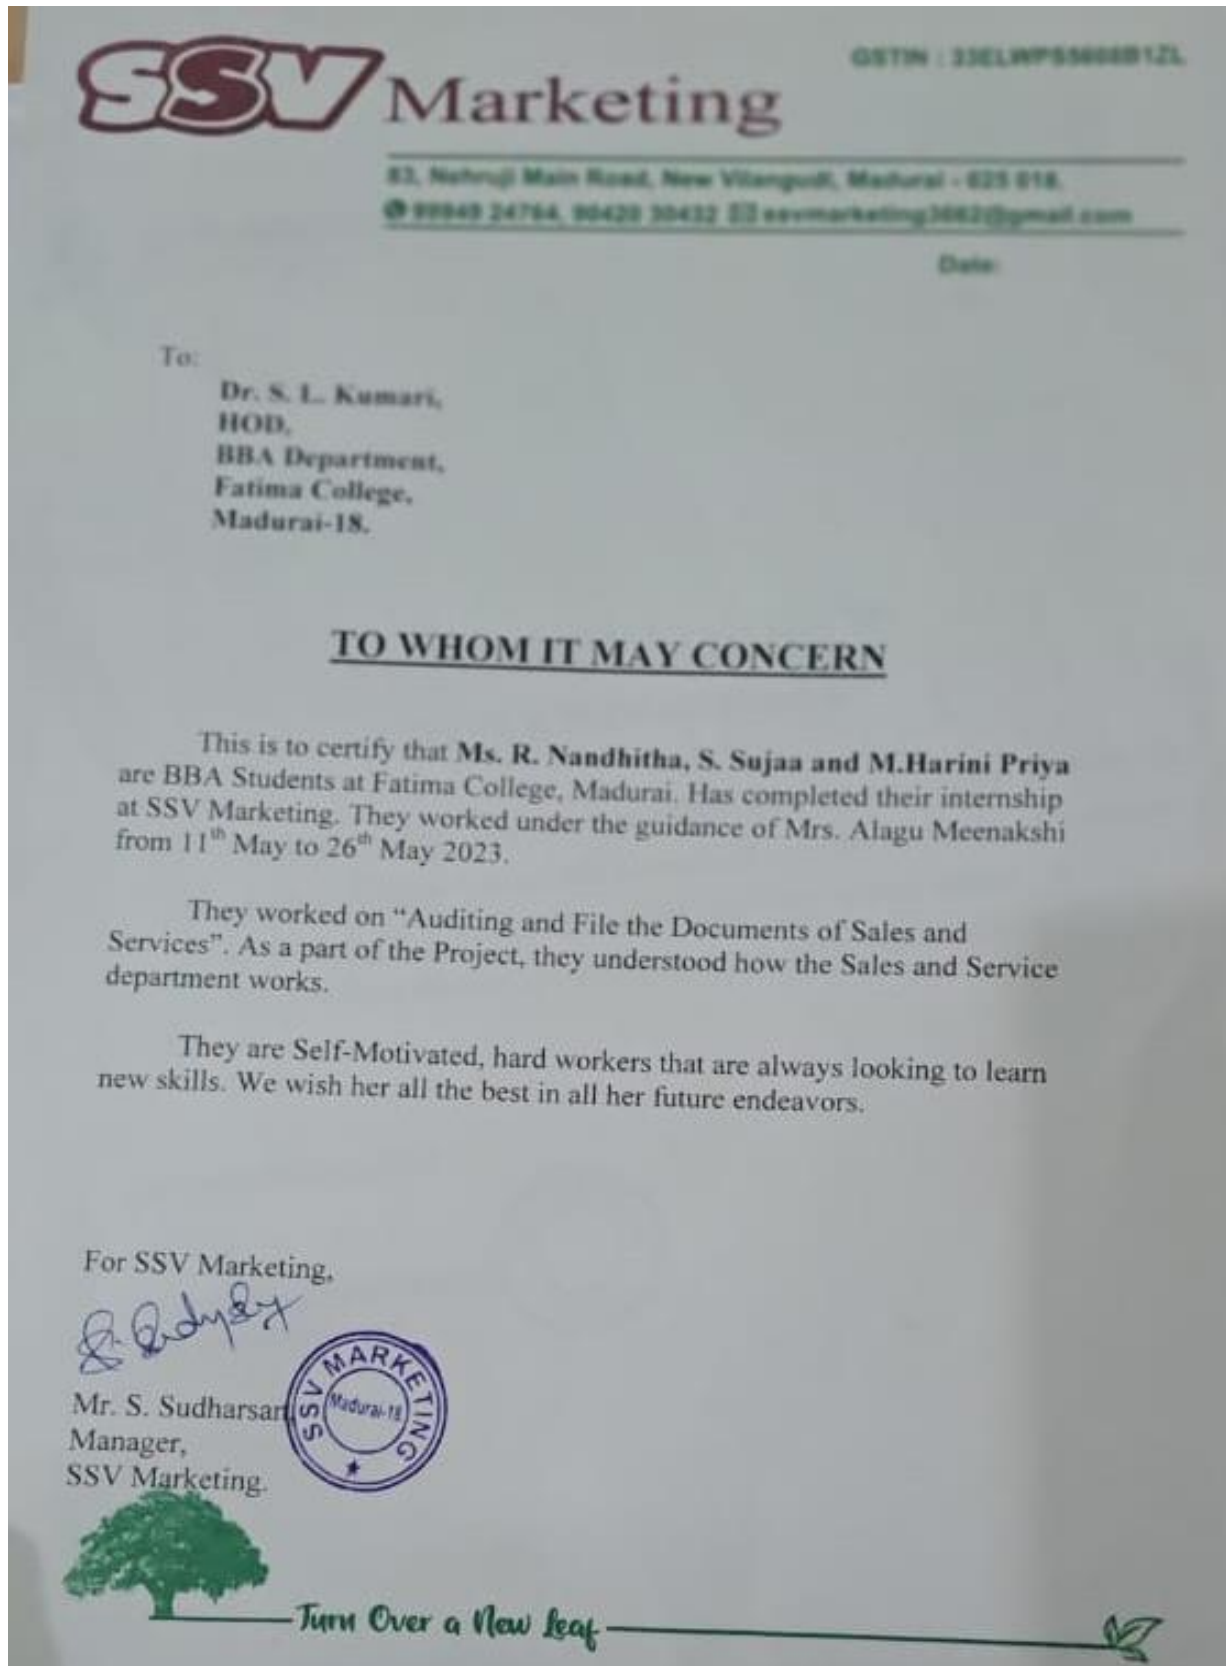 SSV Marketing
GSTIN :
83, Nehruji Main Road, New Vilangudi, Madurai - 625 018.
99949 24764, 90420 30432 ssvmarketing3662@gmail.com
Date:
To:
Dr. S. L. Kumari,
HOD,
BBA Department,
Fatima College,
Madurai-18.
TO WHOM IT MAY CONCERN
This is to certify that Ms. R. Nandhitha, S. Sujaa and M.Harini Priya
are BBA Students at Fatima College, Madurai. Has completed their internship
at SSV Marketing. They worked under the guidance of Mrs. Alagu Meenakshi
from 11th May to 26th May 2023.
They worked on “Auditing and File the Documents of Sales and
Services”. As a part of the Project, they understood how the Sales and Service
department works.
They are Self-Motivated, hard workers that are always looking to learn
new skills. We wish her all the best in all her future endeavors.
For SSV Marketing,
Mr. S. Sudharsan,
Manager,
SSV Marketing.
SSV MARKETING
Madurai-18
Turn Over a New Leaf